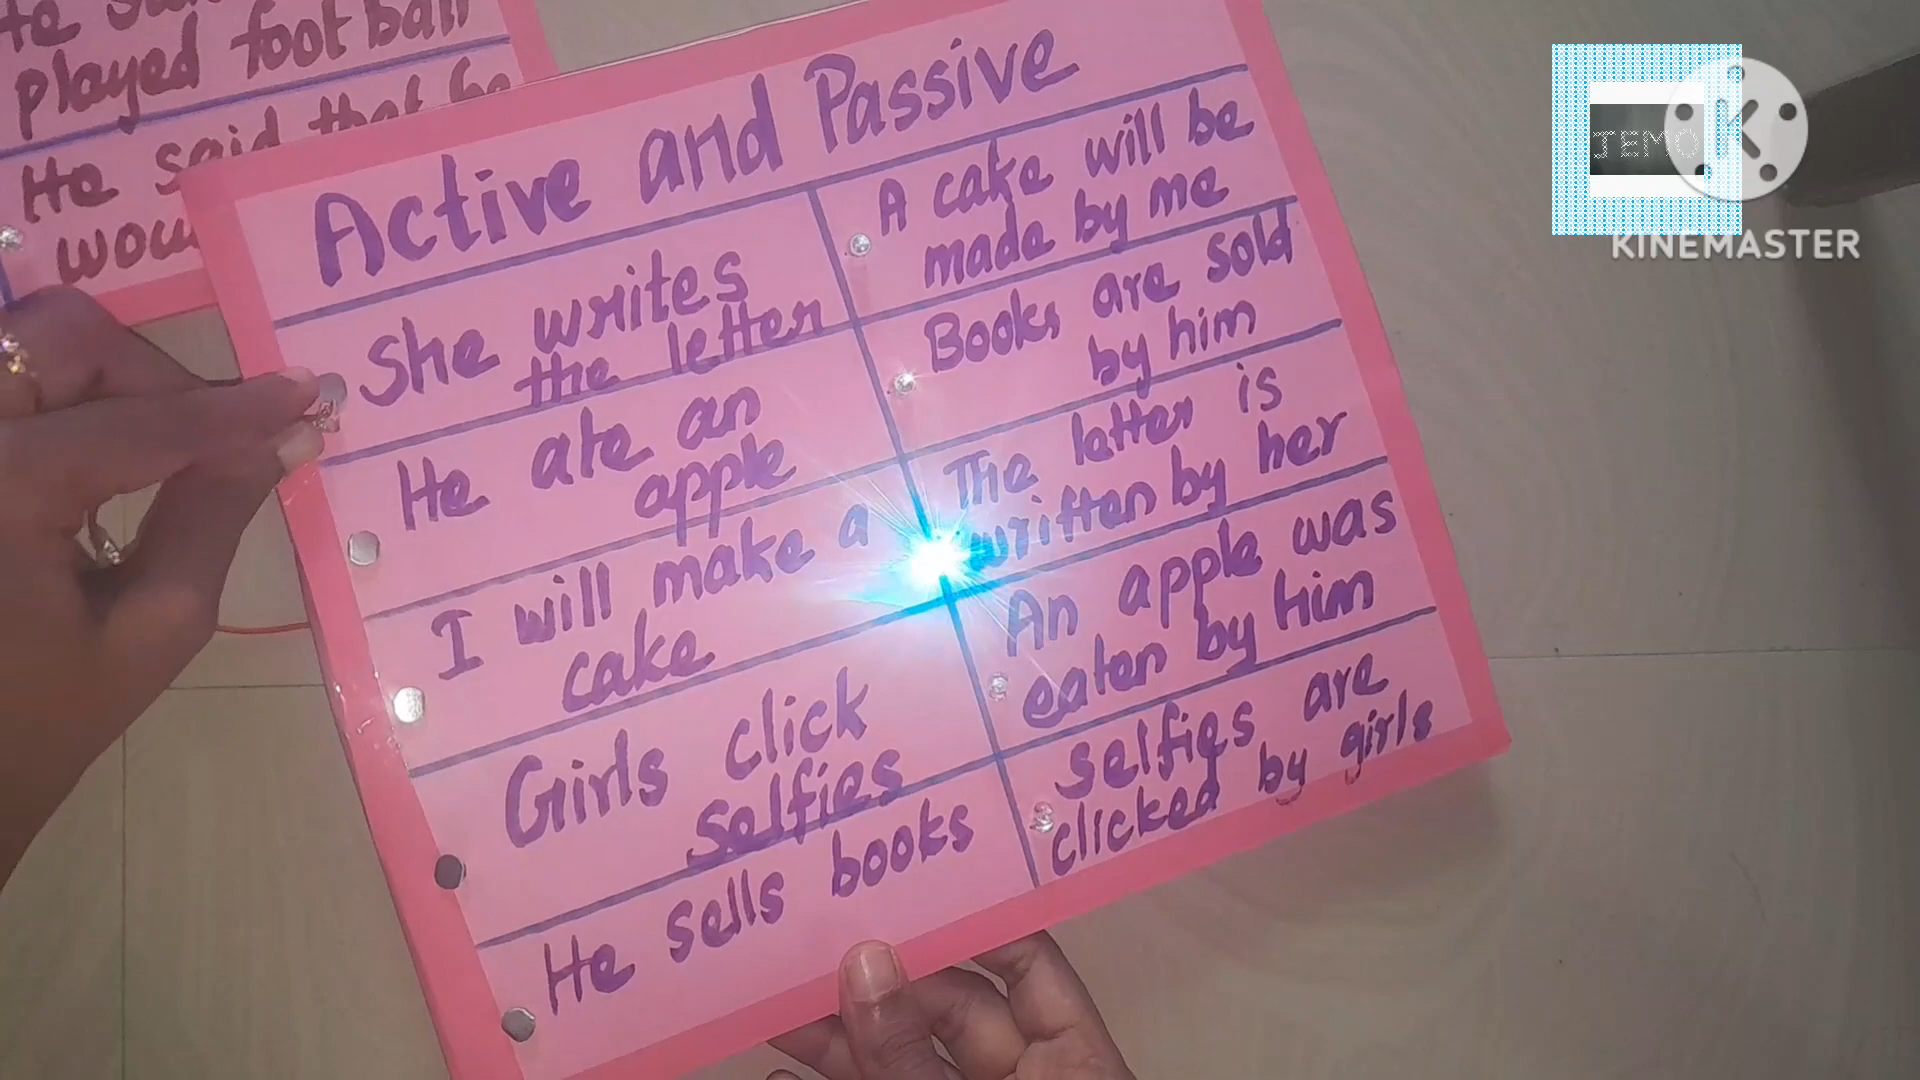 played foot ball
He said that he
Active and Passive
She writes
the letter
He ate an
apple
I will make a
cake
Girls click
selfies
He sells books
A cake will be
made by me
Books are sold
by him
The letter is
written by her
An apple was
eaten by him
Selfies are
clicked by girls
JEMO
KINEMASTER